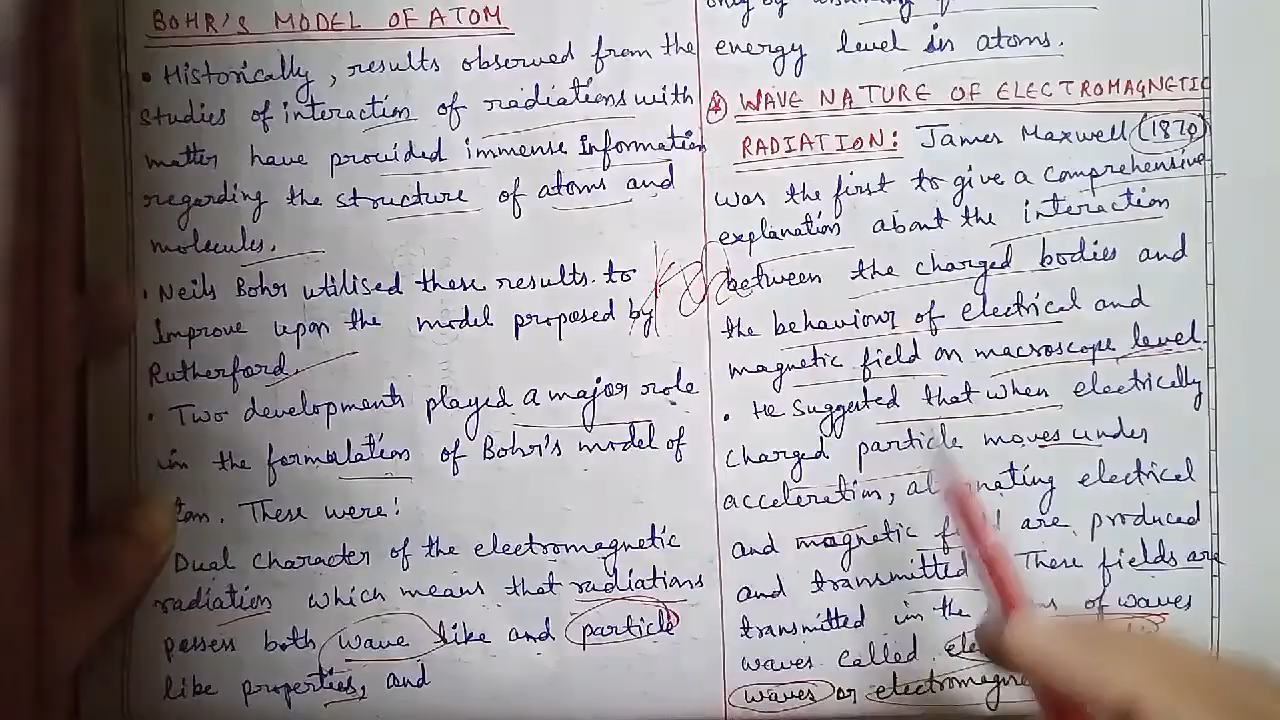 BOHR'S MODEL OF ATOM
• Historically, results observed from the
studies of interaction of radiations with
matter have provided immense information
regarding the structure of atoms and
molecules.
• Neils Bohr utilised these results to
Improve upon the model proposed by
Rutherford.
• Two developments played a major role
in the formulation of Bohr's model of
These were:
Dual character of the electromagnetic
radiation which means that radiations
possess both wave like and particle
like properties, and
only by
energy level in atoms.
WAVE NATURE OF ELECTROMAGNETIC
RADIATION: James Maxwell (1870)
was the first to give a comprehensive
explanation about the interaction
between the charged bodies and
the behaviour of electrical and
magnetic field on macroscope level.
• He suggested that when electrically
charged particle moves under
acceleration, electrical
and magnetic are produced
and transmitted These fields are
transmitted in the of waves
waves called
waves or